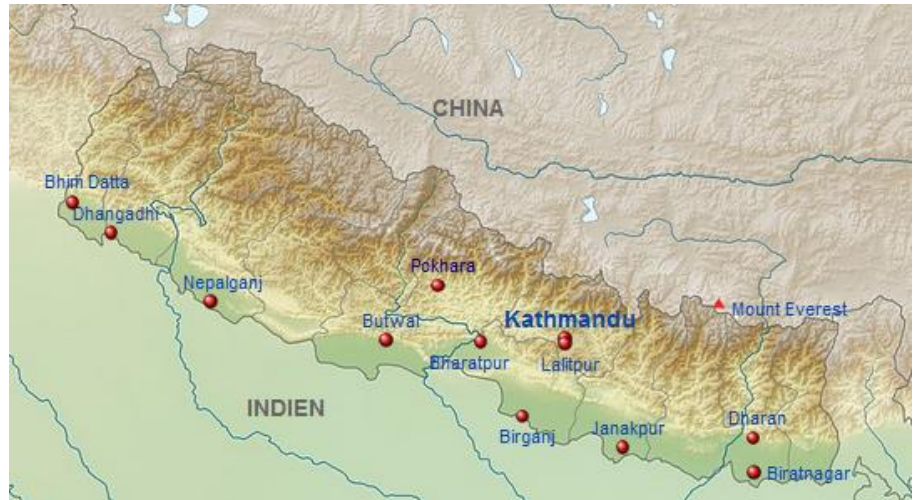 CHINA
Bhim Datta
Dhangadhi
Pokhara
Nepalganj
Mount Everest
Kathmandu
Butwal
Bharatpur
Lalitpur
INDIEN
Dharan
Birganj
Janakpur
Biratnagar